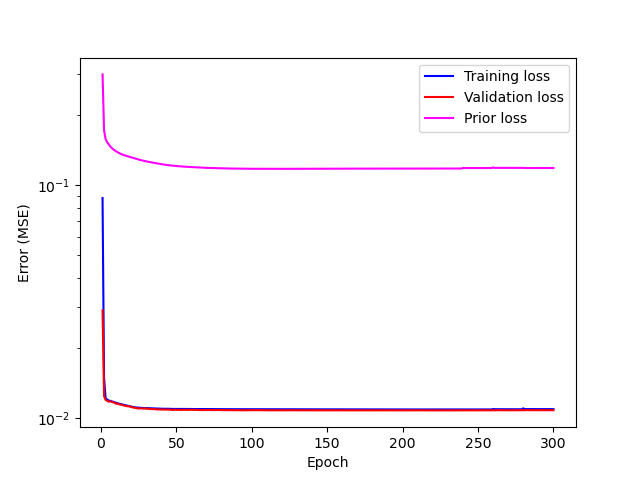 Training loss
Validation loss
Prior loss
10⁻¹
10⁻²
Error (MSE)
0 50 100 150 200 250 300
Epoch